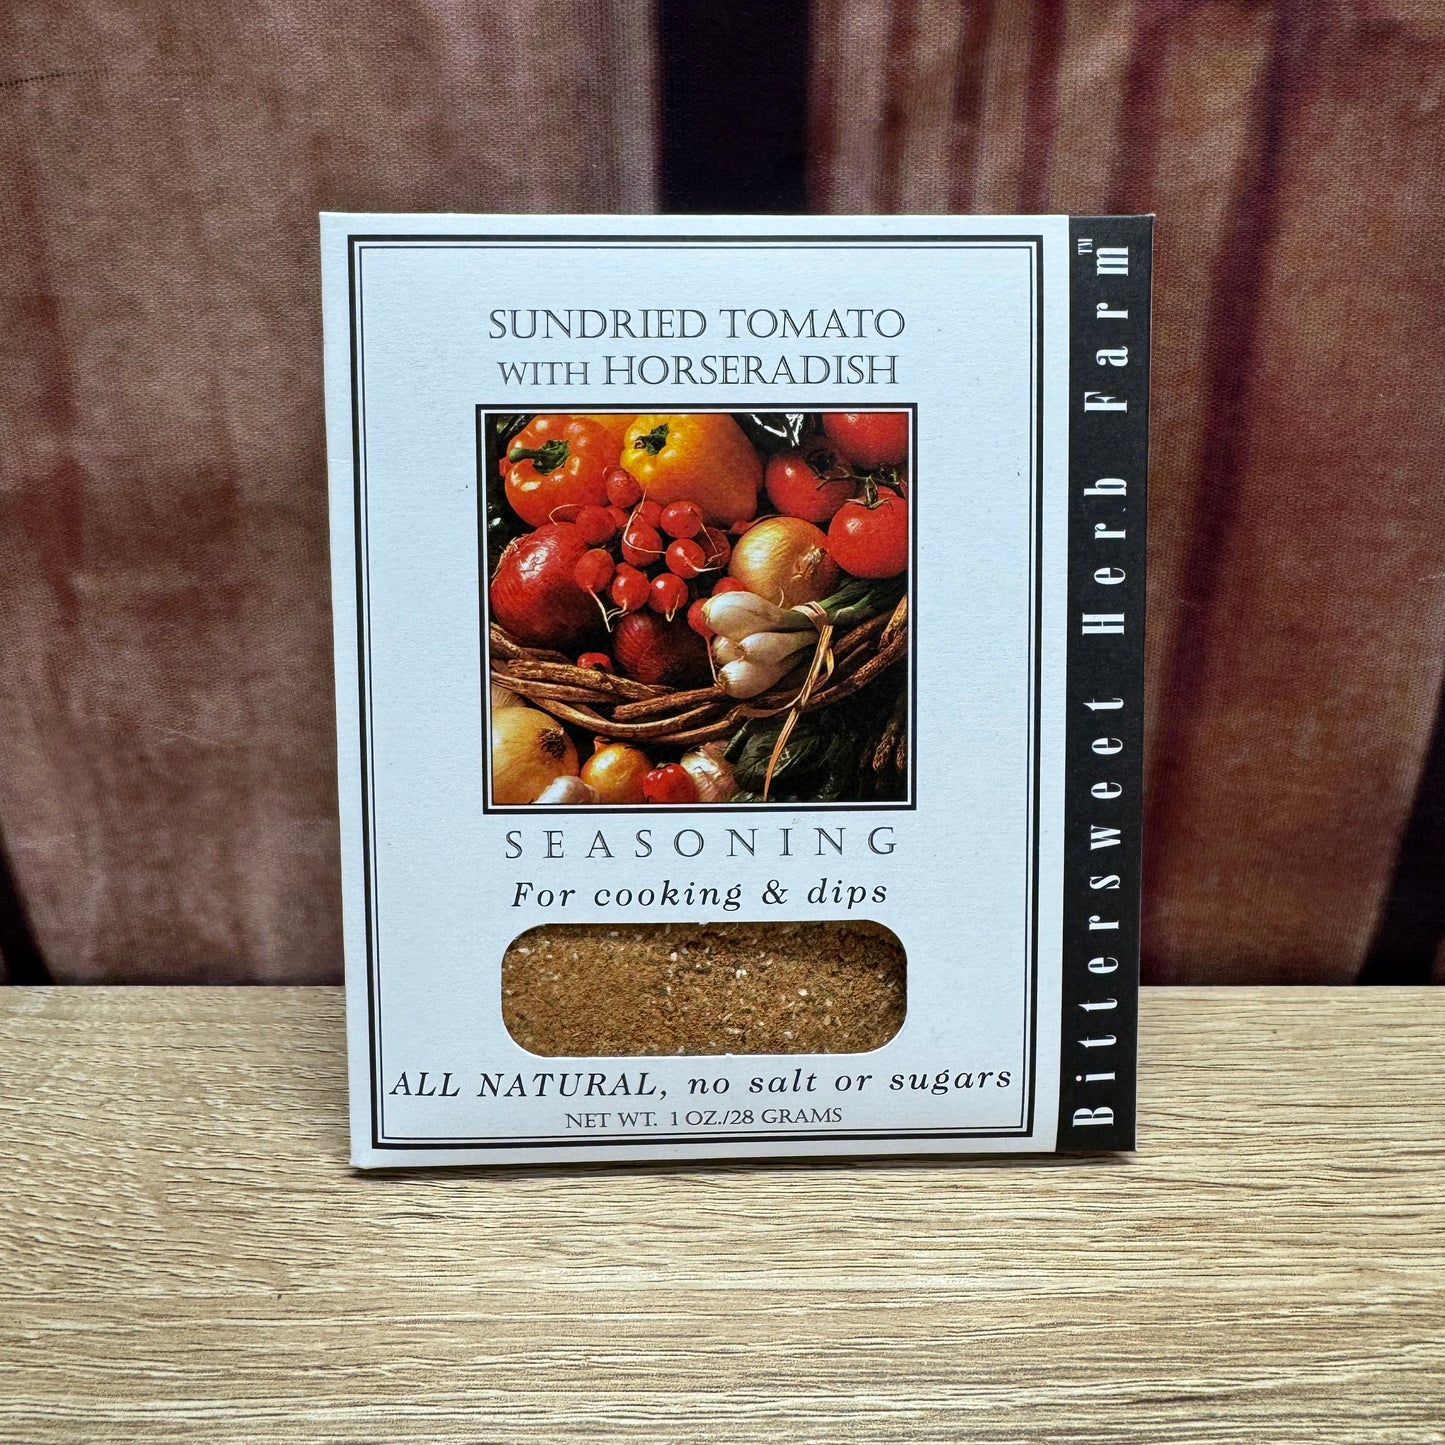 SUNDRIED TOMATO
WITH HORSERADISH
SEASONING
For cooking & dips
ALL NATURAL, no salt or sugars
NET WT. 1 OZ./28 GRAMS
Bittersweet Herb Farm™